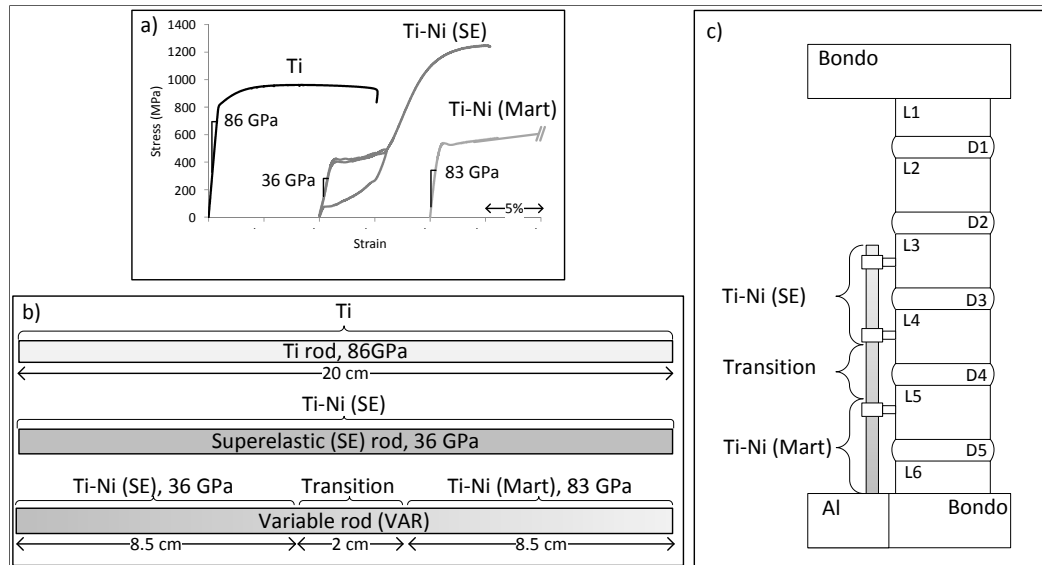 a)
1400
1200
1000
800
600
400
200
0
Stress (MPa)
Strain
Ti
86 GPa
Ti-Ni (SE)
36 GPa
Ti-Ni (Mart)
83 GPa
5%
b)
Ti
Ti rod, 86GPa
20 cm
Ti-Ni (SE)
Superelastic (SE) rod, 36 GPa
Ti-Ni (SE), 36 GPa Transition Ti-Ni (Mart), 83 GPa
Variable rod (VAR)
8.5 cm 2 cm 8.5 cm
c)
Bondo
L1
D1
L2
D2
L3
Ti-Ni (SE)
D3
L4
Transition
D4
L5
Ti-Ni (Mart)
D5
L6
Al Bondo